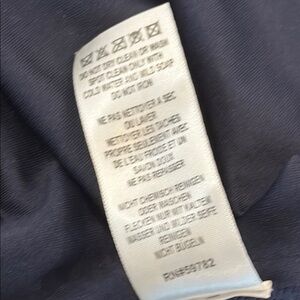 DO NOT DRY CLEAN OR WASH
SPOT CLEAN ONLY WITH
COLD WATER AND MILD SOAP
DO NOT IRON
NE PAS NETTOYER A SEC
OU LAVER
NETTOYER LES TACHES
PROPRE SEULEMENT AVEC
DE L'EAU FROIDE ET UN
SAVON DOUX
NE PAS REPASSER
NICHT CHEMISCH REINIGEN
ODER WASCHEN
FLECKEN NUR MIT KALTEM
WASSER UND MILDER SEIFE
REINIGEN
NICHT BUGELN
RN#59782